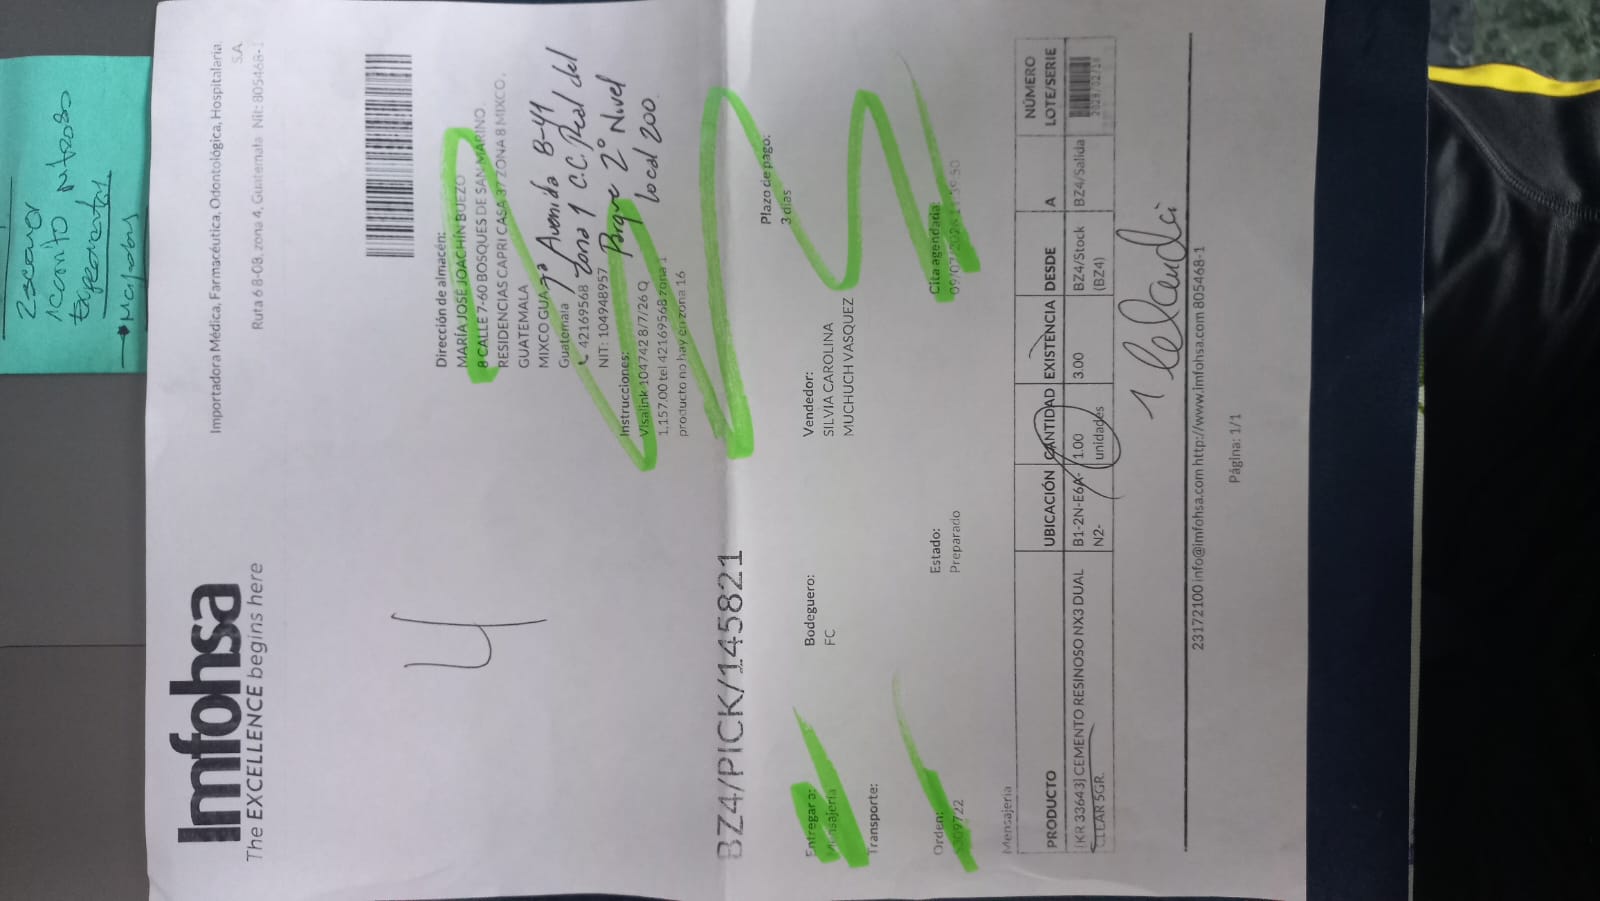 Imfohsa
The EXCELLENCE begins here
Importadora Médica, Farmacéutica, Odontológica, Hospitalaria,
S.A.
Ruta 6 8-08, zona 4, Guatemala Nit: 805468-1
4
Dirección de almacén:
MARÍA JOSÉ JOACHÍN BUEZO
8 CALLE 7-60 BOSQUES DE SAN MARINO
RESIDENCIAS CAPRI CASA 37 ZONA 8 MIXCO,
GUATEMALA
MIXCO GUA
Guatemala
42169568
NIT: 104948957
7a Avenida B-41
Zona 1 C.C. Real del
Parque 2° Nivel
Local 200
Instrucciones:
Visalink 104742 8/7/26 Q
1,157.00 tel 42169568 zona 1
producto no hay en zona 16
BZ4/PICK/145821
Plazo de pago:
3 días
Entregar a:
Mensajería
Bodeguero:
FC
Vendedor:
SILVIA CAROLINA
MUCHUCH VASQUEZ
Transporte:
Orden:
Estado:
Preparado
Cita agendada:
Mensajería
PRODUCTO UBICACIÓN CANTIDAD EXISTENCIA DESDE A NÚMERO LOTE/SERIE
[KR 33643] CEMENTO RESINOSO NX3 DUAL B1-2N-E6A- 1.00 3.00 BZ4/Stock BZ4/Salida
CLEAR 5GR. N2- unidades (BZ4)
23172100 info@imfohsa.com http://www.imfohsa.com 805468-1
Página: 1/1